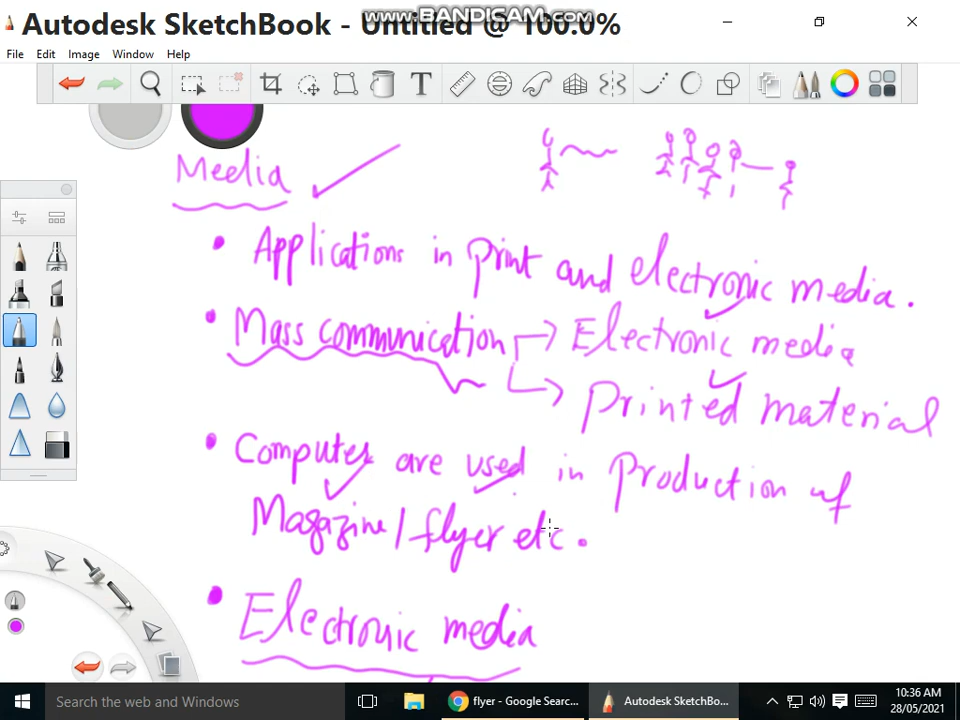 Autodesk SketchBook - Untitled @ 100.0%
www.BANDICAM.com
File Edit Image Window Help
Media
• Applications in print and electronic media.
• Mass communication → Electronic media
→ Printed material
• Computer are used in Production of
Magazine / flyer etc.
• Electronic media
Search the web and Windows
flyer - Google Searc...
Autodesk SketchBo...
10:36 AM
28/05/2021